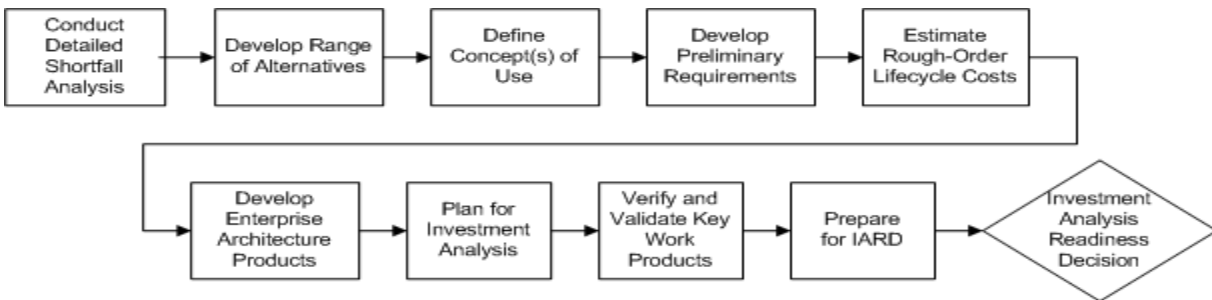 Conduct
Detailed
Shortfall
Analysis
Develop Range
of Alternatives
Define
Concept(s) of
Use
Develop
Preliminary
Requirements
Estimate
Rough-Order
Lifecycle Costs
Develop
Enterprise
Architecture
Products
Plan for
Investment
Analysis
Verify and
Validate Key
Work
Products
Prepare
for IARD
Investment
Analysis
Readiness
Decision